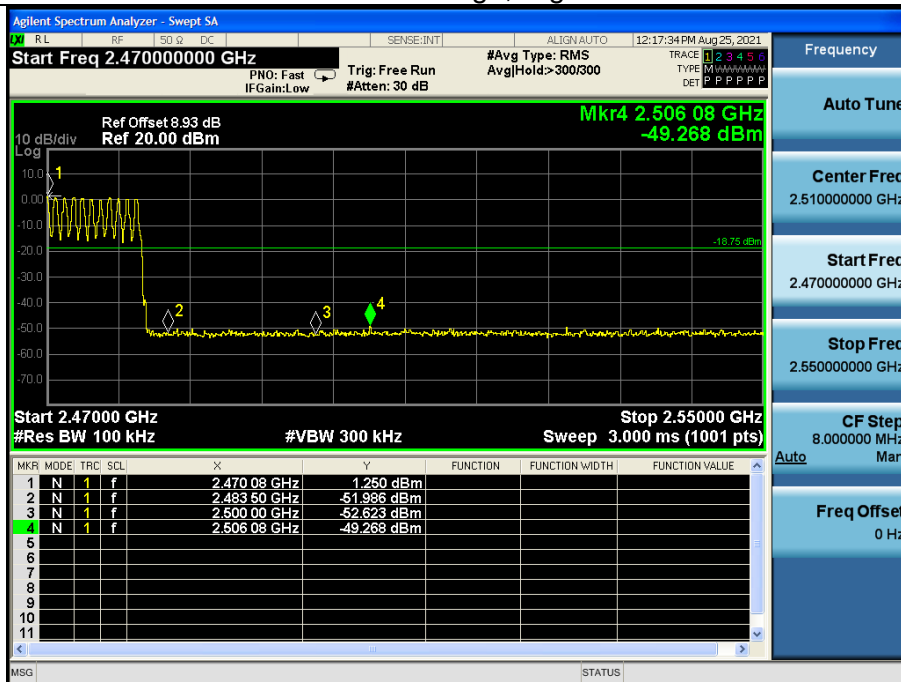 Agilent Spectrum Analyzer - Swept SA
LXI RL RF 50 Ω DC SENSE:INT ALIGN AUTO 12:17:34 PM Aug 25, 2021
Start Freq 2.470000000 GHz
PNO: Fast
IFGain:Low
Trig: Free Run
#Atten: 30 dB
#Avg Type: RMS
Avg|Hold:>300/300
TRACE 1 2 3 4 5 6
TYPE M WWWWW
DET P P P P P P
Mkr4 2.506 08 GHz
-49.268 dBm
Ref Offset 8.93 dB
10 dB/div Ref 20.00 dBm
Log
10.0
0.00
-10.0
-20.0
-30.0
-40.0
-50.0
-60.0
-70.0
1
2
3
4
-18.75 dBm
Start 2.47000 GHz Stop 2.55000 GHz
#Res BW 100 kHz #VBW 300 kHz Sweep 3.000 ms (1001 pts)
MKR MODE TRC SCL X Y FUNCTION FUNCTION WIDTH FUNCTION VALUE
1 N 1 f 2.470 08 GHz 1.250 dBm
2 N 1 f 2.483 50 GHz -51.986 dBm
3 N 1 f 2.500 00 GHz -52.623 dBm
4 N 1 f 2.506 08 GHz -49.268 dBm
5
6
7
8
9
10
11
MSG STATUS
Frequency
Auto Tune
Center Freq
2.510000000 GHz
Start Freq
2.470000000 GHz
Stop Freq
2.550000000 GHz
CF Step
8.000000 MHz
Auto Man
Freq Offset
0 Hz